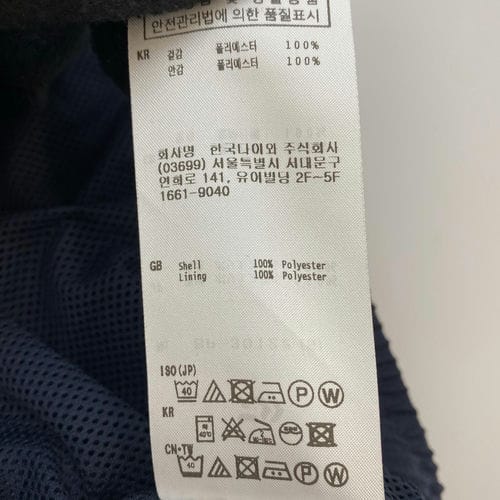 안전관리법에 의한 품질표시
KR 겉감 폴리에스터 100%
안감 폴리에스터 100%
회사명 한국나이와 주식회사
(03699) 서울특별시 서대문구
연희로 141, 유어빌딩 2F~5F
1661-9040
GB Shell 100% Polyester
Lining 100% Polyester
ISO(JP)
40 P W
KR
40℃
CN·TW
40 P W